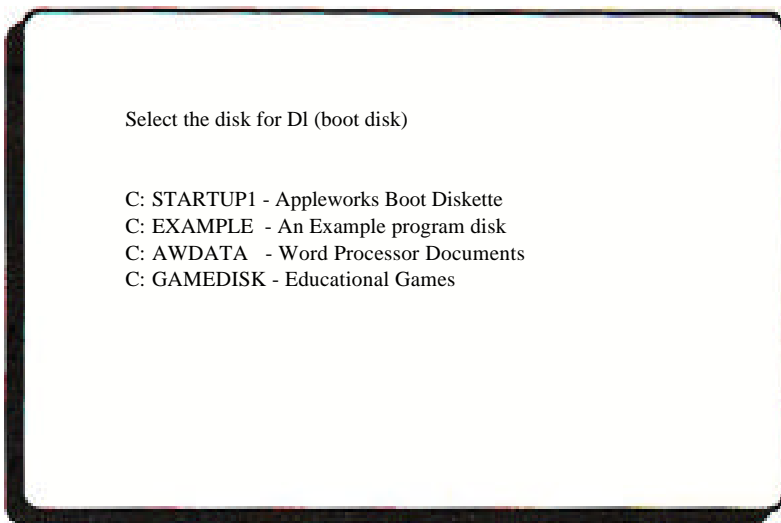 Select the disk for Dl (boot disk)
C: STARTUP1 - Appleworks Boot Diskette
C: EXAMPLE - An Example program disk
C: AWDATA - Word Processor Documents
C: GAMEDISK - Educational Games